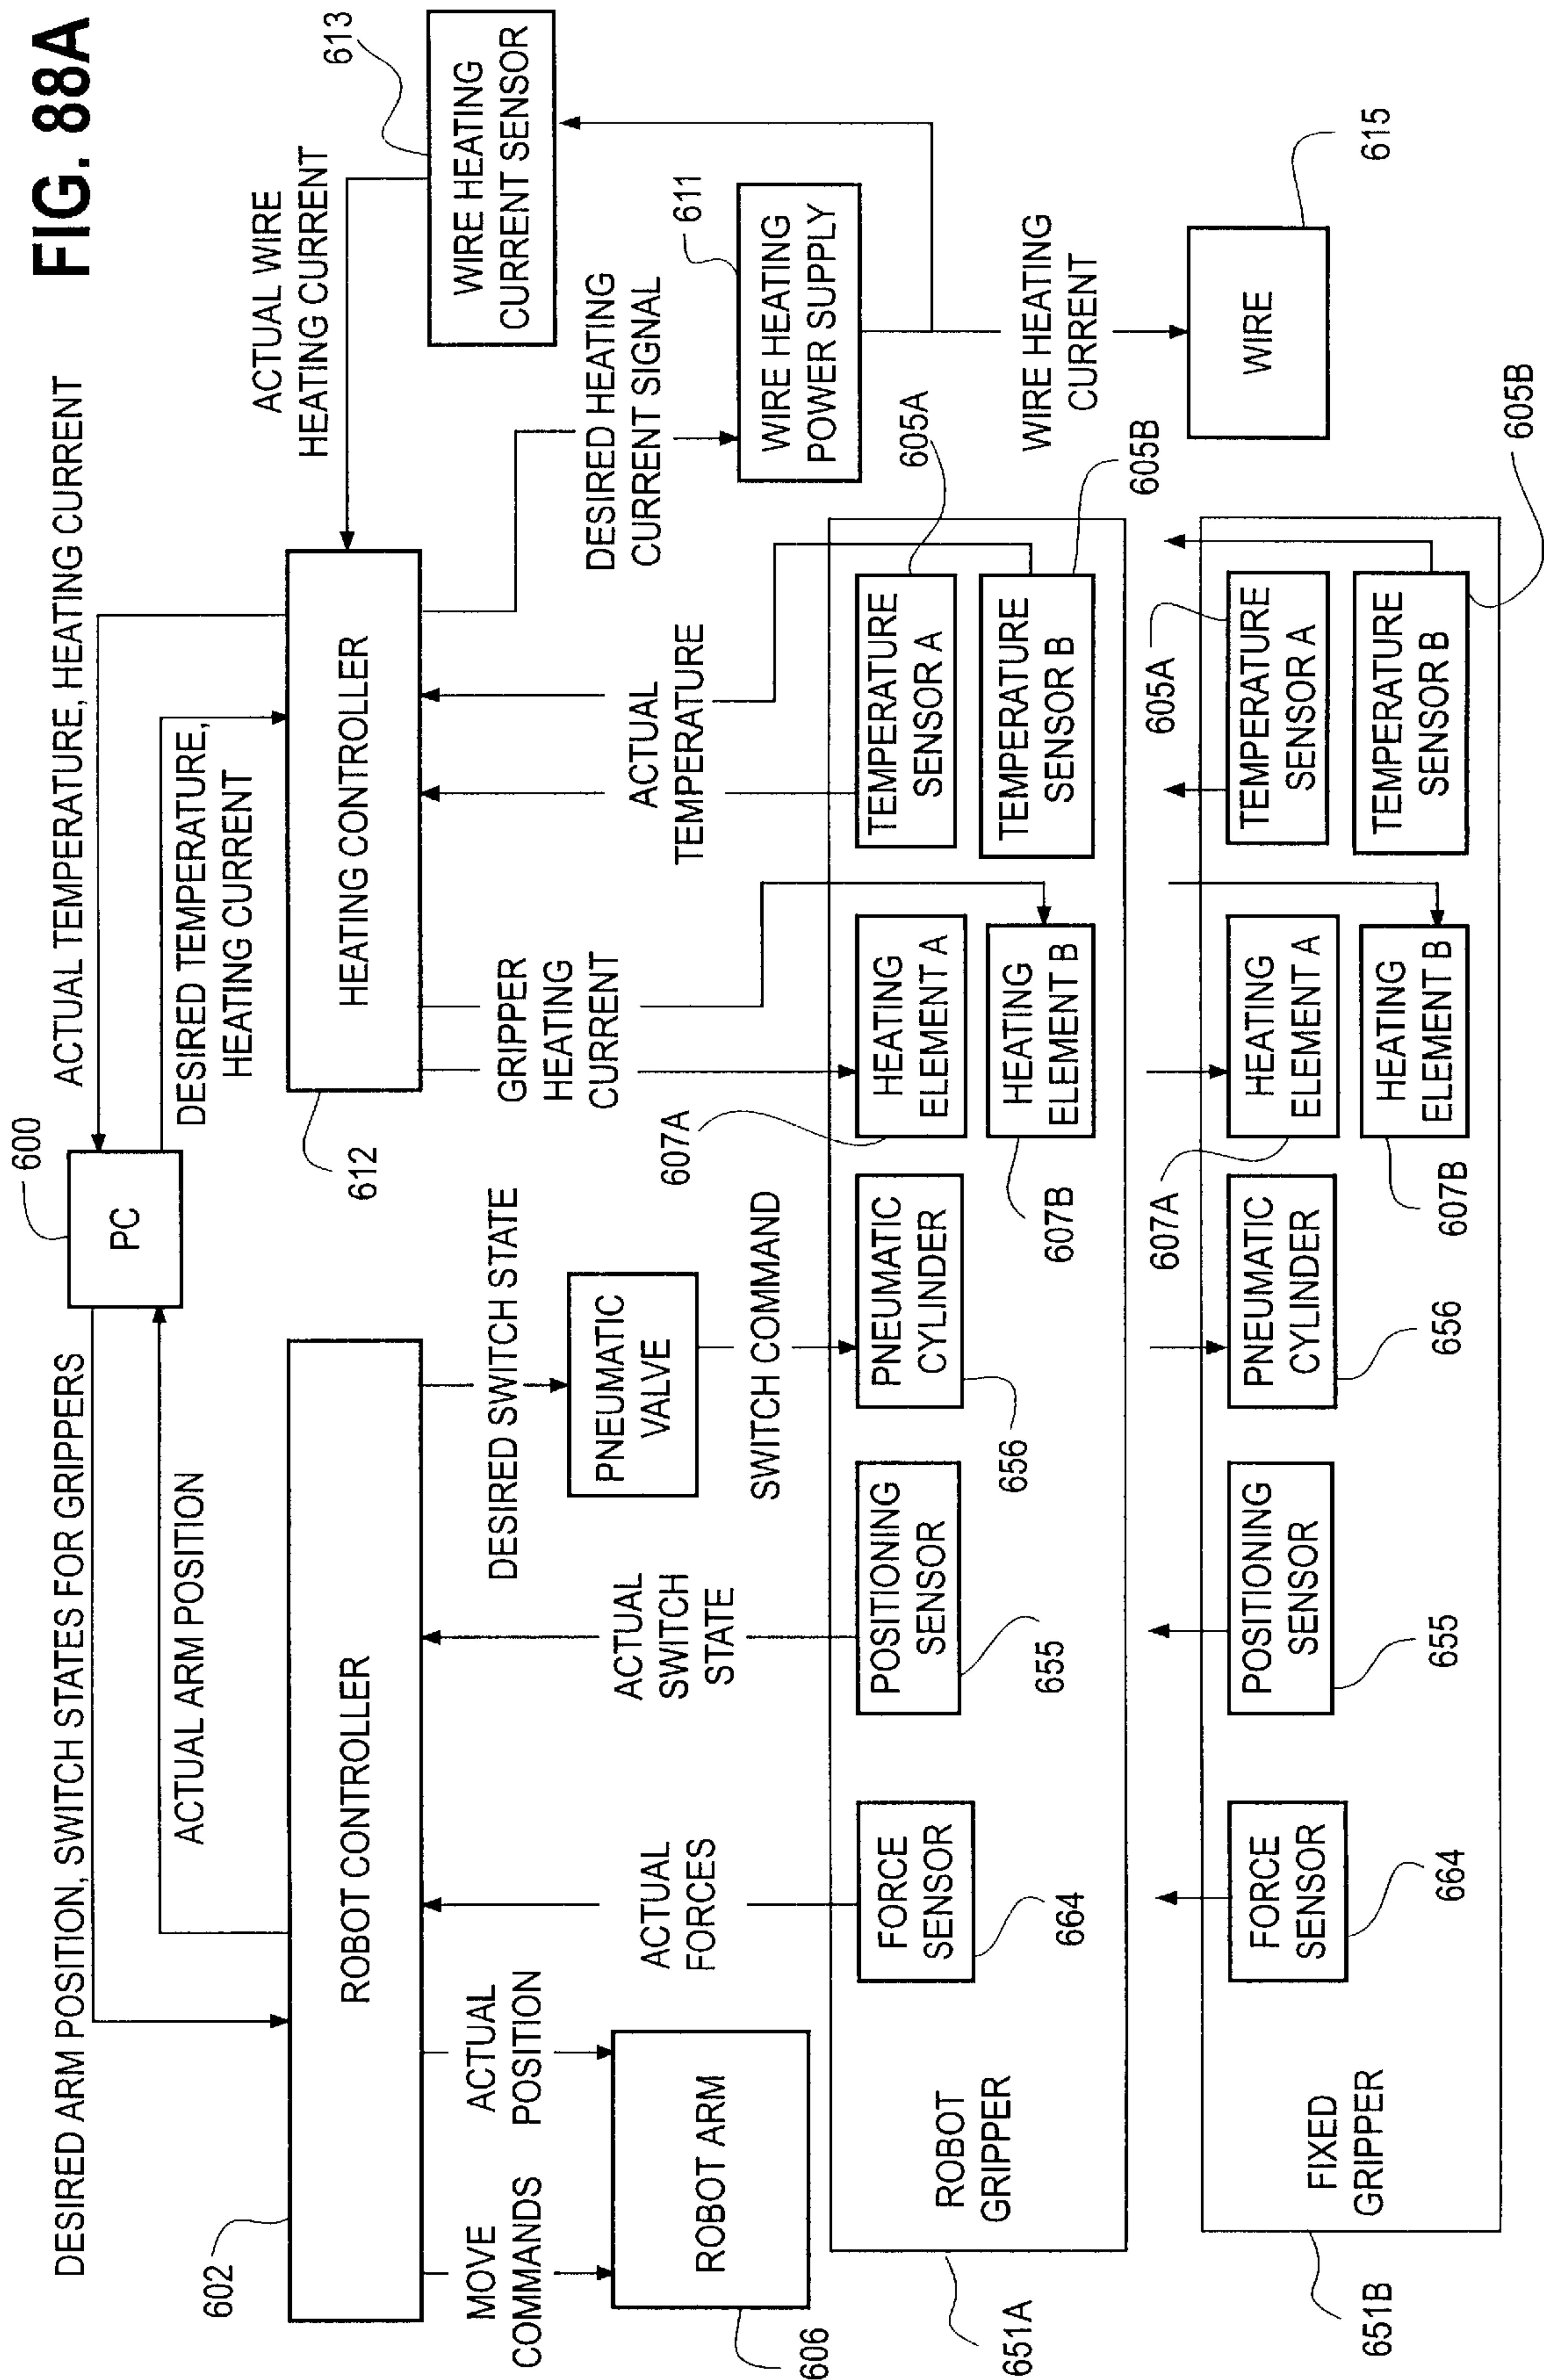 FIG. 88A
DESIRED ARM POSITION, SWITCH STATES FOR GRIPPERS
600
ACTUAL TEMPERATURE, HEATING CURRENT
PC
ACTUAL ARM POSITION
DESIRED TEMPERATURE,
HEATING CURRENT
ACTUAL WIRE
HEATING CURRENT
613
602
ROBOT CONTROLLER
612
HEATING CONTROLLER
WIRE HEATING
CURRENT SENSOR
MOVE
COMMANDS
ACTUAL
POSITION
ACTUAL
FORCES
ACTUAL
SWITCH
STATE
DESIRED SWITCH STATE
PNEUMATIC
VALVE
SWITCH COMMAND
GRIPPER
HEATING
CURRENT
ACTUAL
TEMPERATURE
DESIRED HEATING
CURRENT SIGNAL
611
WIRE HEATING
POWER SUPPLY
606
ROBOT ARM
607A
605A
651A
ROBOT
GRIPPER
FORCE
SENSOR
664
POSITIONING
SENSOR
655
PNEUMATIC
CYLINDER
656
HEATING
ELEMENT A
HEATING
ELEMENT B
607B
TEMPERATURE
SENSOR A
TEMPERATURE
SENSOR B
605B
WIRE HEATING
CURRENT
WIRE
615
651B
FIXED
GRIPPER
FORCE
SENSOR
664
POSITIONING
SENSOR
655
PNEUMATIC
CYLINDER
656
607A
HEATING
ELEMENT A
HEATING
ELEMENT B
607B
605A
TEMPERATURE
SENSOR A
TEMPERATURE
SENSOR B
605B